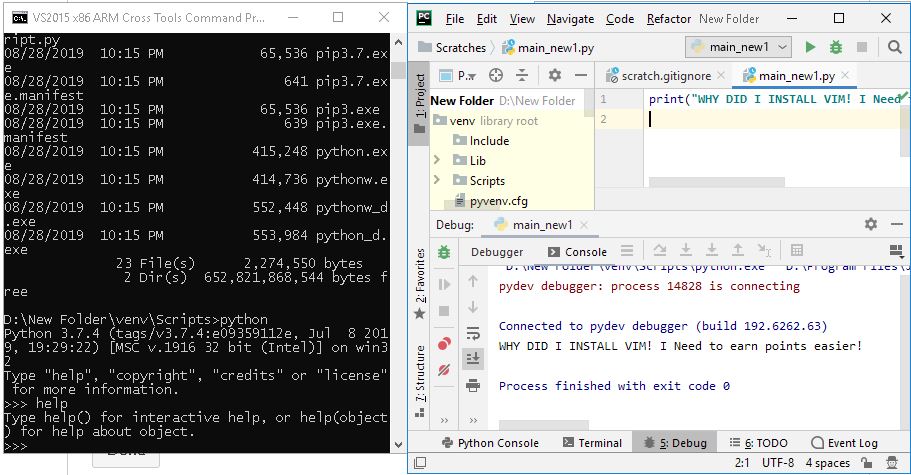 VS2015 x86 ARM Cross Tools Command Pr...
ript.py
08/28/2019 10:15 PM 65,536 pip3.7.ex
e
08/28/2019 10:15 PM 641 pip3.7.ex
e.manifest
08/28/2019 10:15 PM 65,536 pip3.exe
08/28/2019 10:15 PM 639 pip3.exe.
manifest
08/28/2019 10:15 PM 415,248 python.ex
e
08/28/2019 10:15 PM 414,736 pythonw.e
xe
08/28/2019 10:15 PM 552,448 pythonw_d
.exe
08/28/2019 10:15 PM 553,984 python_d.
exe
23 File(s) 2,274,550 bytes
2 Dir(s) 652,821,868,544 bytes f
ree
D:\New Folder\venv\Scripts>python
Python 3.7.4 (tags/v3.7.4:e09359112e, Jul 8 201
9, 19:29:22) [MSC v.1916 32 bit (Intel)] on win3
2
Type "help", "copyright", "credits" or "license"
for more information.
>>> help
Type help() for interactive help, or help(object
) for help about object.
>>>
File Edit View Navigate Code Refactor New Folder
Scratches main_new1.py main_new1
1: Project
P..
scratch.gitignore main_new1.py
New Folder D:\New Folder
venv library root
Include
Lib
Scripts
pyvenv.cfg
1 print("WHY DID I INSTALL VIM! I Need
2
Debug: main_new1
Debugger Console
2: Favorites
7: Structure
"D:\New Folder\venv\Scripts\python.exe" "D:\Program Files\
pydev debugger: process 14828 is connecting
Connected to pydev debugger (build 192.6262.63)
WHY DID I INSTALL VIM! I Need to earn points easier!
Process finished with exit code 0
Python Console Terminal 5: Debug 6: TODO Event Log
2:1 UTF-8 4 spaces